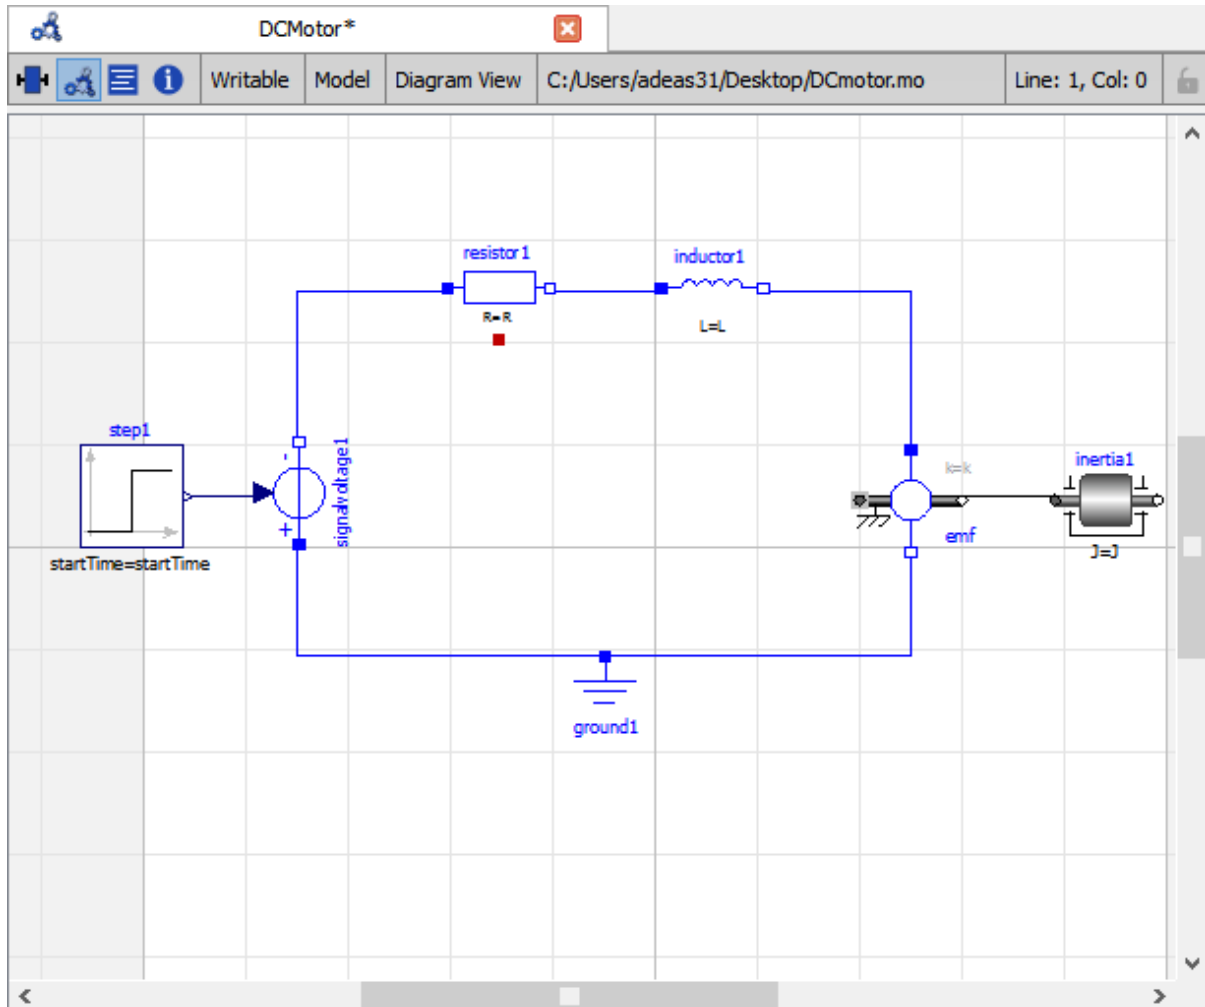 DCMotor*
Writable Model Diagram View C:/Users/adeas31/Desktop/DCmotor.mo Line: 1, Col: 0
resistor1
R=R
inductor1
L=L
step1
startTime=startTime
-
+
signalvoltage1
k=k
emf
inertia1
J=J
ground1